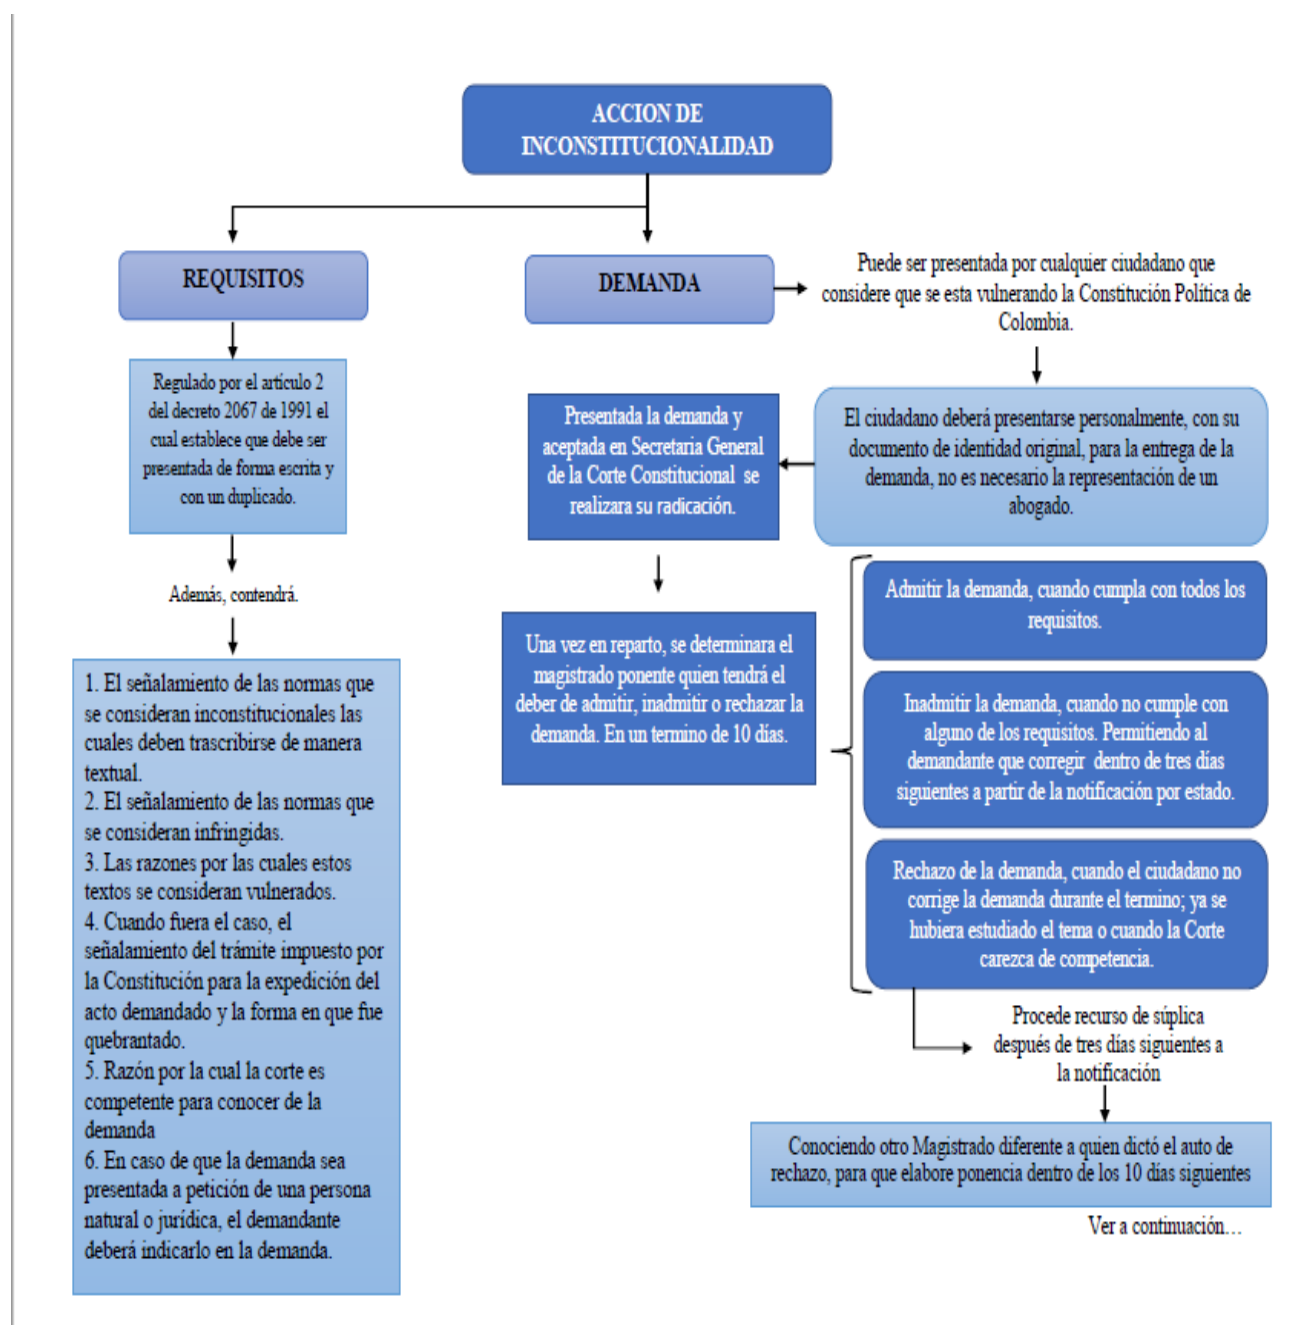 ACCION DE
INCONSTITUCIONALIDAD
REQUISITOS
Regulado por el artículo 2
del decreto 2067 de 1991 el
cual establece que debe ser
presentada de forma escrita y
con un duplicado.
Además, contendrá.
1. El señalamiento de las normas que
se consideran inconstitucionales las
cuales deben trascribirse de manera
textual.
2. El señalamiento de las normas que
se consideran infringidas.
3. Las razones por las cuales estos
textos se consideran vulnerados.
4. Cuando fuera el caso, el
señalamiento del trámite impuesto por
la Constitución para la expedición del
acto demandado y la forma en que fue
quebrantado.
5. Razón por la cual la corte es
competente para conocer de la
demanda
6. En caso de que la demanda sea
presentada a petición de una persona
natural o jurídica, el demandante
deberá indicarlo en la demanda.
DEMANDA
Puede ser presentada por cualquier ciudadano que
considere que se esta vulnerando la Constitución Política de
Colombia.
El ciudadano deberá presentarse personalmente, con su
documento de identidad original, para la entrega de la
demanda, no es necesario la representación de un
abogado.
Presentada la demanda y
aceptada en Secretaria General
de la Corte Constitucional se
realizara su radicación.
Una vez en reparto, se determinara el
magistrado ponente quien tendrá el
deber de admitir, inadmitir o rechazar la
demanda. En un termino de 10 días.
Admitir la demanda, cuando cumpla con todos los
requisitos.
Inadmitir la demanda, cuando no cumple con
alguno de los requisitos. Permitiendo al
demandante que corregir dentro de tres días
siguientes a partir de la notificación por estado.
Rechazo de la demanda, cuando el ciudadano no
corrige la demanda durante el termino; ya se
hubiera estudiado el tema o cuando la Corte
carezca de competencia.
Procede recurso de súplica
después de tres días siguientes a
la notificación
Conociendo otro Magistrado diferente a quien dictó el auto de
rechazo, para que elabore ponencia dentro de los 10 días siguientes
Ver a continuación…